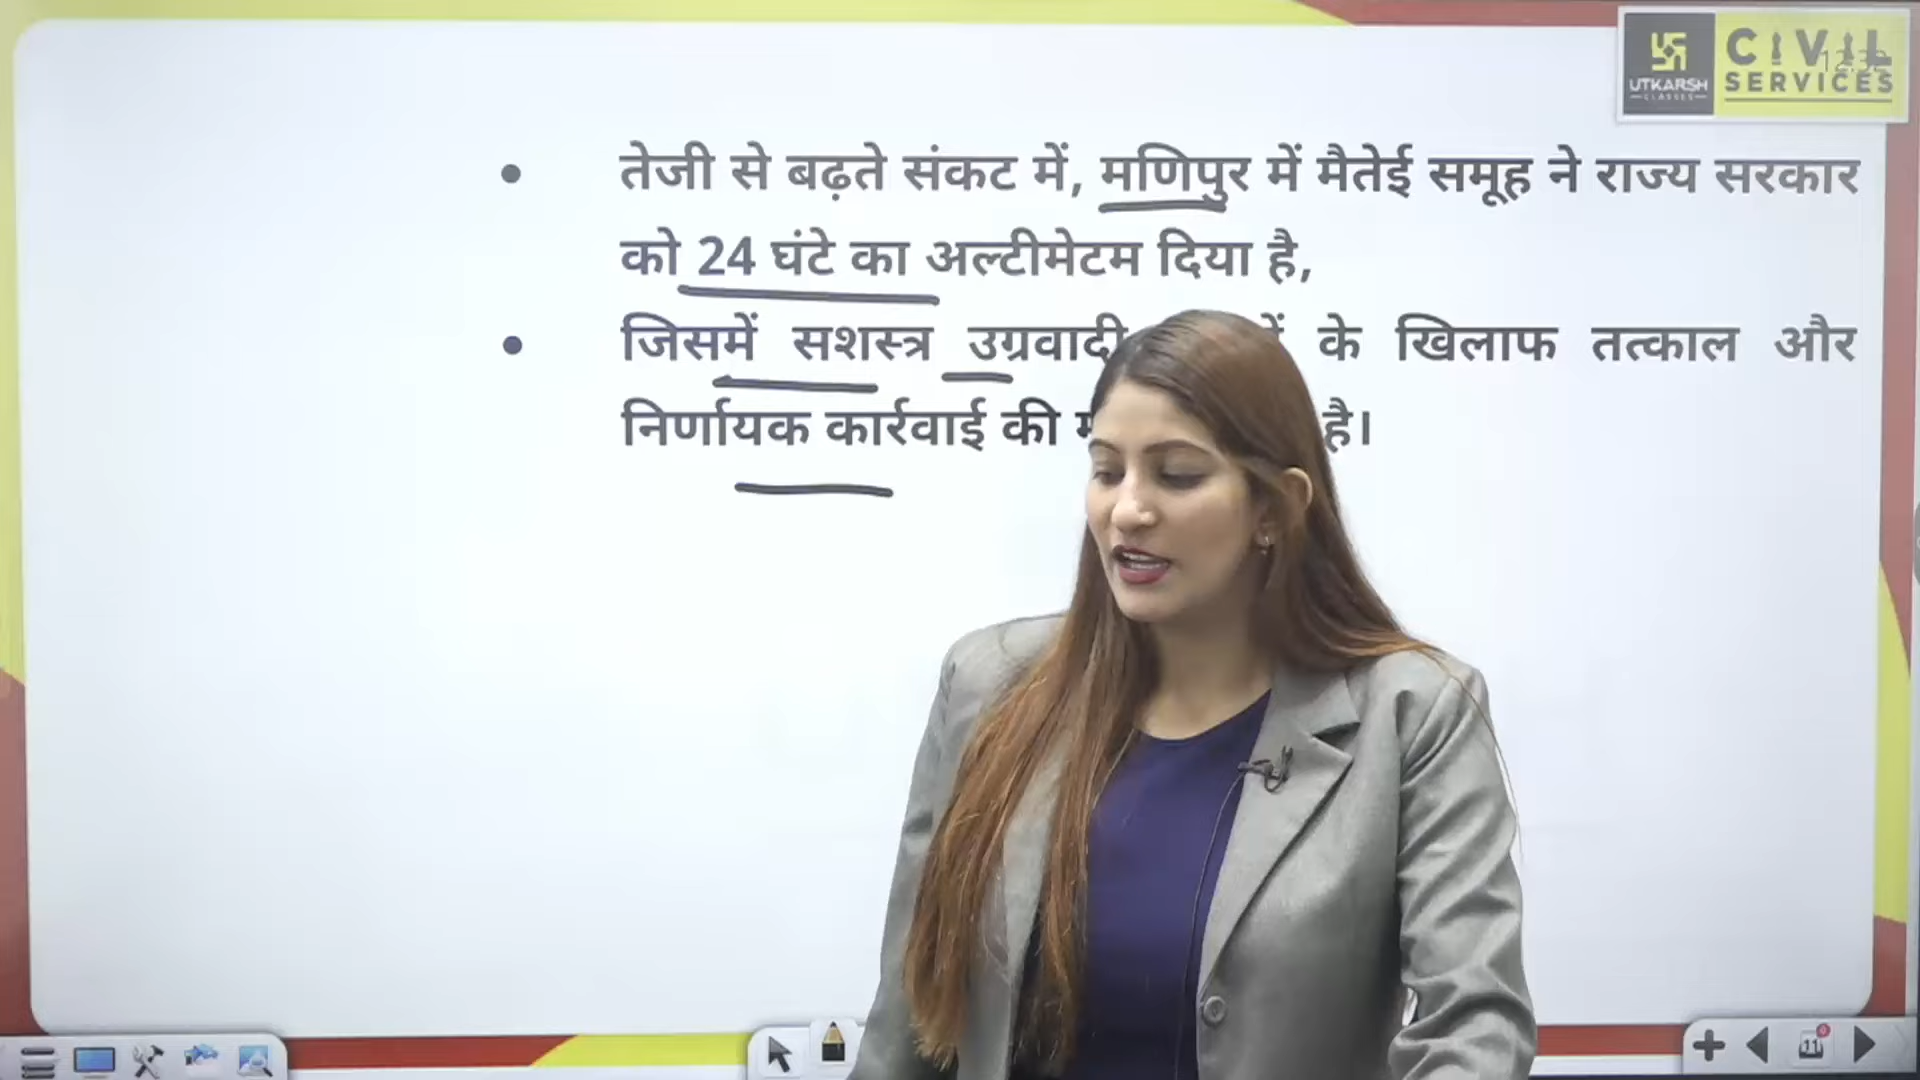 UTKARSH
CLASSES
CIVIL
SERVICES
तेजी से बढ़ते संकट में, मणिपुर में मैतेई समूह ने राज्य सरकार
को 24 घंटे का अल्टीमेटम दिया है,
जिसमें सशस्त्र उग्रवादी के खिलाफ तत्काल और
निर्णायक कार्रवाई की है।
11